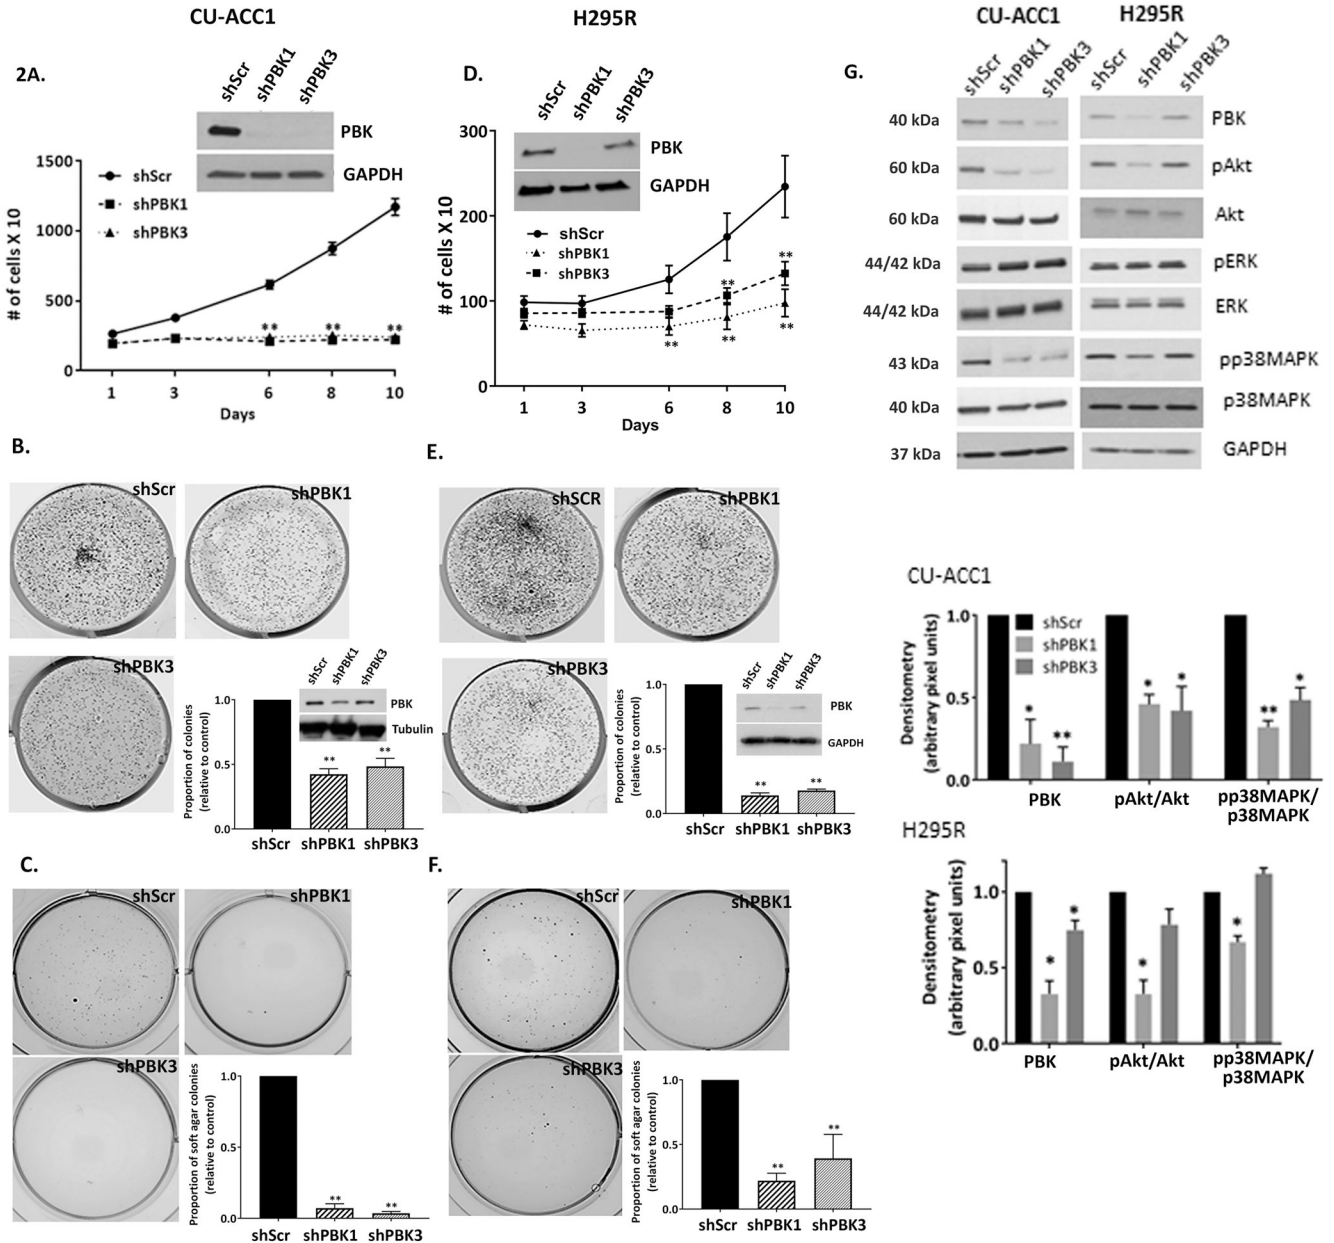 CU-ACC1
2A.
shScr
shPBK1
shPBK3
PBK
GAPDH
# of cells X 10
1500
1000
500
0
shScr
shPBK1
shPBK3
** ** **
1 3 6 8 10
Days
H295R
D.
shScr
shPBK1
shPBK3
PBK
GAPDH
# of cells X 10
300
200
100
0
shScr
shPBK1
shPBK3
** **
** ** **
1 3 6 8 10
Days
G.
CU-ACC1 H295R
shScr shPBK1 shPBK3 shScr shPBK1 shPBK3
40 kDa PBK
60 kDa pAkt
60 kDa Akt
44/42 kDa pERK
44/42 kDa ERK
43 kDa pp38MAPK
40 kDa p38MAPK
37 kDa GAPDH
B.
shScr
shPBK1
shPBK3
shScr shPBK1 shPBK3
PBK
Tubulin
Proportion of colonies
(relative to control)
1.0
0.5
0.0
** **
shScr shPBK1 shPBK3
E.
shSCR
shPBK1
shPBK3
shScr shPBK1 shPBK3
PBK
GAPDH
Proportion of colonies
(relative to control)
1.0
0.5
0.0
** **
shScr shPBK1 shPBK3
CU-ACC1
Densitometry
(arbitrary pixel units)
1.0
0.5
0.0
shScr
shPBK1
shPBK3
* ** * * ** *
PBK pAkt/Akt pp38MAPK/
p38MAPK
H295R
Densitometry
(arbitrary pixel units)
1.0
0.5
0.0
* * * *
PBK pAkt/Akt pp38MAPK/
p38MAPK
C.
shScr
shPBK1
shPBK3
Proportion of soft agar colonies
(relative to control)
1.0
0.5
0.0
** **
shScr shPBK1 shPBK3
F.
shScr
shPBK1
shPBK3
Proportion of soft agar colonies
(relative to control)
1.0
0.5
0.0
** **
shScr shPBK1 shPBK3